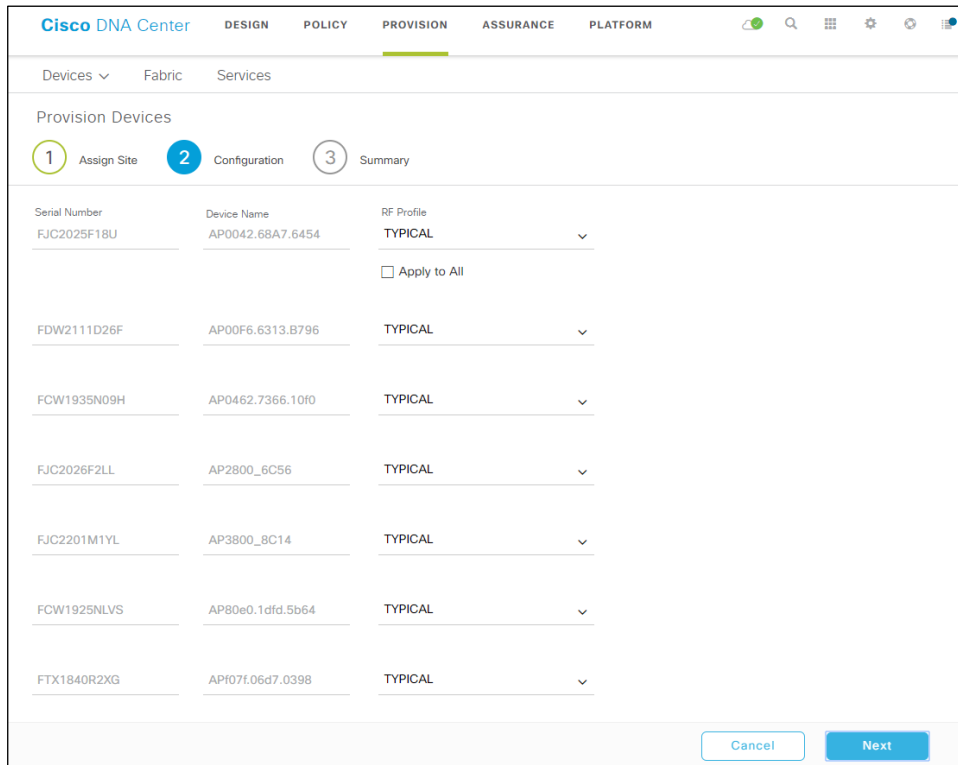 Cisco DNA Center DESIGN POLICY PROVISION ASSURANCE PLATFORM
Devices Fabric Services
Provision Devices
1 Assign Site 2 Configuration 3 Summary
Serial Number Device Name RF Profile
FJC2025F18U AP0042.68A7.6454 TYPICAL
Apply to All
FDW2111D26F AP00F6.6313.B796 TYPICAL
FCW1935N09H AP0462.7366.10f0 TYPICAL
FJC2026F2LL AP2800_6C56 TYPICAL
FJC2201M1YL AP3800_8C14 TYPICAL
FCW1925NLVS AP80e0.1dfd.5b64 TYPICAL
FTX1840R2XG APf07f.06d7.0398 TYPICAL
Cancel Next